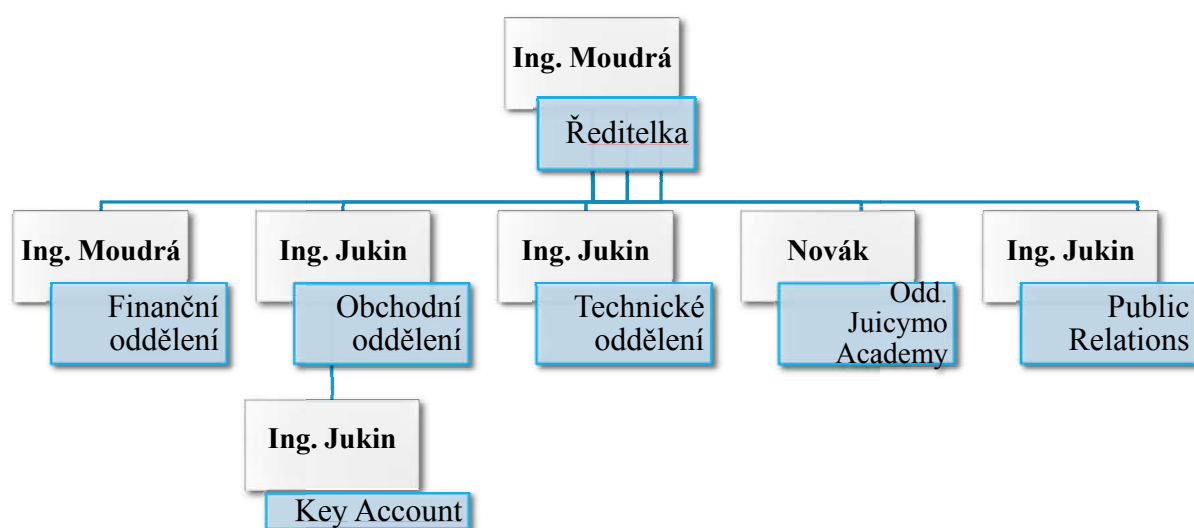 Ing. Moudrá
Ředitelka
Ing. Moudrá
Finanční
oddělení
Ing. Jukin
Obchodní
oddělení
Ing. Jukin
Technické
oddělení
Novák
Odd.
Juicymo
Academy
Ing. Jukin
Public
Relations
Ing. Jukin
Key Account